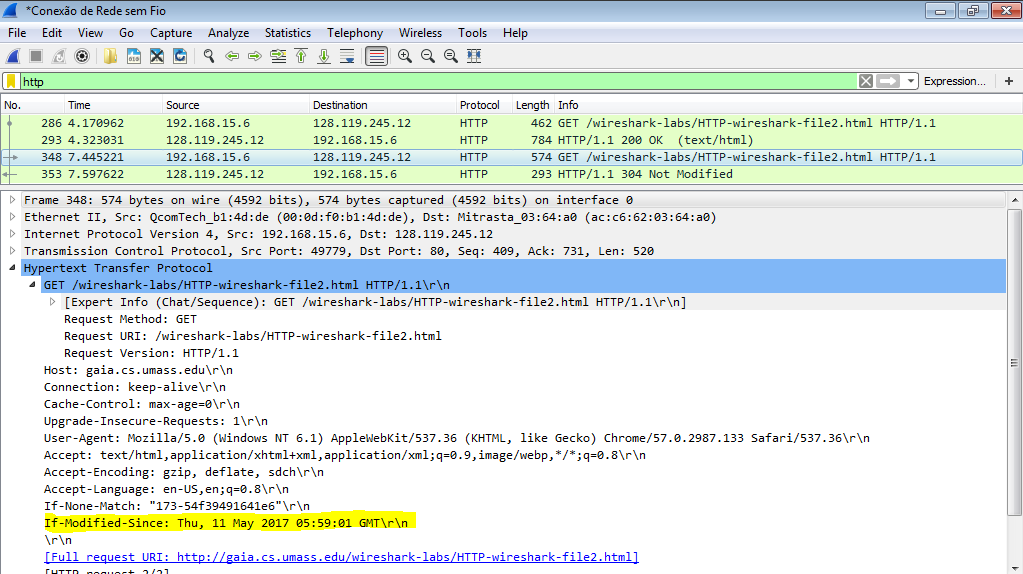 *Conexão de Rede sem Fio
File Edit View Go Capture Analyze Statistics Telephony Wireless Tools Help
http Expression... +
No. Time Source Destination Protocol Length Info
286 4.170962 192.168.15.6 128.119.245.12 HTTP 462 GET /wireshark-labs/HTTP-wireshark-file2.html HTTP/1.1
293 4.323031 128.119.245.12 192.168.15.6 HTTP 784 HTTP/1.1 200 OK (text/html)
348 7.445221 192.168.15.6 128.119.245.12 HTTP 574 GET /wireshark-labs/HTTP-wireshark-file2.html HTTP/1.1
353 7.597622 128.119.245.12 192.168.15.6 HTTP 293 HTTP/1.1 304 Not Modified
Frame 348: 574 bytes on wire (4592 bits), 574 bytes captured (4592 bits) on interface 0
Ethernet II, Src: QcomTech_b1:4d:de (00:0d:f0:b1:4d:de), Dst: Mitrasta_03:64:a0 (ac:c6:62:03:64:a0)
Internet Protocol Version 4, Src: 192.168.15.6, Dst: 128.119.245.12
Transmission Control Protocol, Src Port: 49779, Dst Port: 80, Seq: 409, Ack: 731, Len: 520
Hypertext Transfer Protocol
GET /wireshark-labs/HTTP-wireshark-file2.html HTTP/1.1\r\n
[Expert Info (Chat/Sequence): GET /wireshark-labs/HTTP-wireshark-file2.html HTTP/1.1\r\n]
Request Method: GET
Request URI: /wireshark-labs/HTTP-wireshark-file2.html
Request Version: HTTP/1.1
Host: gaia.cs.umass.edu\r\n
Connection: keep-alive\r\n
Cache-Control: max-age=0\r\n
Upgrade-Insecure-Requests: 1\r\n
User-Agent: Mozilla/5.0 (Windows NT 6.1) AppleWebKit/537.36 (KHTML, like Gecko) Chrome/57.0.2987.133 Safari/537.36\r\n
Accept: text/html,application/xhtml+xml,application/xml;q=0.9,image/webp,*/*;q=0.8\r\n
Accept-Encoding: gzip, deflate, sdch\r\n
Accept-Language: en-US,en;q=0.8\r\n
If-None-Match: "173-54f39491641e6"\r\n
If-Modified-Since: Thu, 11 May 2017 05:59:01 GMT\r\n
\r\n
[Full request URI: http://gaia.cs.umass.edu/wireshark-labs/HTTP-wireshark-file2.html]
[HTTP request 2/2]